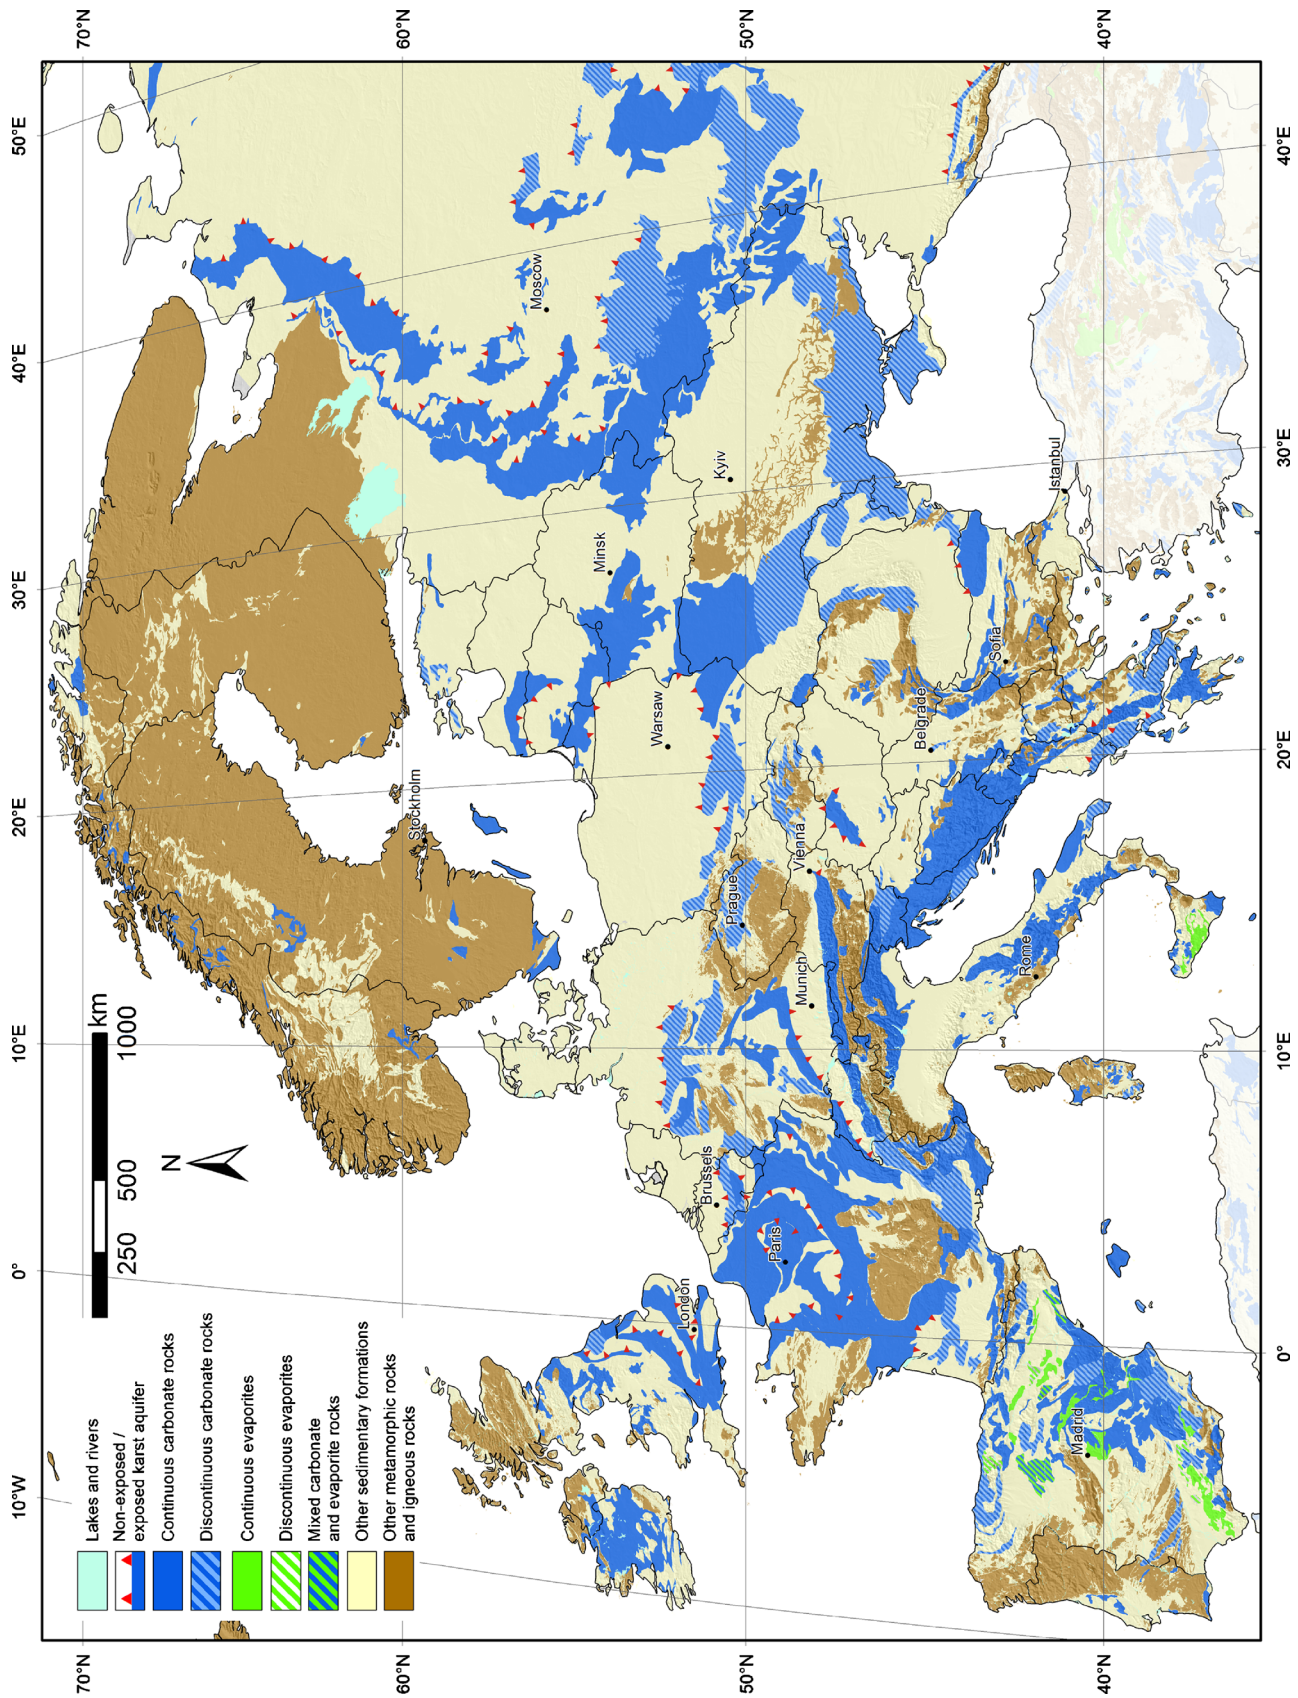 10°W
0°
10°E
20°E
30°E
40°E
50°E
70°N
60°N
50°N
40°N
70°N
60°N
50°N
40°N
0°
10°E
20°E
30°E
40°E
Lakes and rivers
Non-exposed /
exposed karst aquifer
Continuous carbonate rocks
Discontinuous carbonate rocks
Continuous evaporites
Discontinuous evaporites
Mixed carbonate
and evaporite rocks
Other sedimentary formations
Other metamorphic rocks
and igneous rocks
250
500
1000
km
N
Stockholm
Moscow
Minsk
Kyiv
Warsaw
London
Brussels
Paris
Prague
Vienna
Munich
Belgrade
Sofia
Istanbul
Rome
Madrid